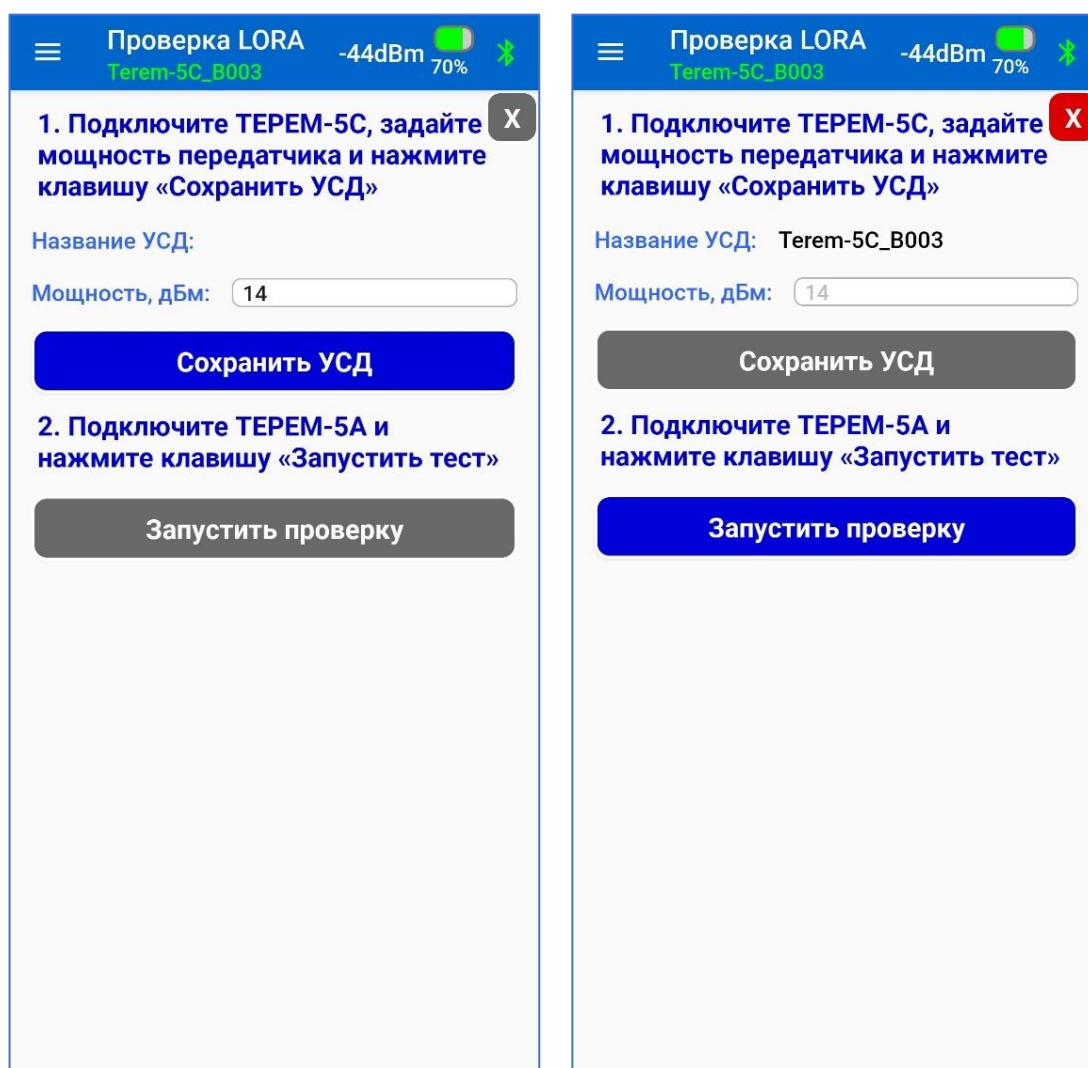 Проверка LORA
-44dBm
70%
Terem-5C_B003
X
1. Подключите ТЕРЕМ-5С, задайте
мощность передатчика и нажмите
клавишу «Сохранить УСД»
Название УСД:
Мощность, дБм: 14
Сохранить УСД
2. Подключите ТЕРЕМ-5А и
нажмите клавишу «Запустить тест»
Запустить проверку
Проверка LORA
-44dBm
70%
Terem-5C_B003
X
1. Подключите ТЕРЕМ-5С, задайте
мощность передатчика и нажмите
клавишу «Сохранить УСД»
Название УСД: Terem-5C_B003
Мощность, дБм: 14
Сохранить УСД
2. Подключите ТЕРЕМ-5А и
нажмите клавишу «Запустить тест»
Запустить проверку